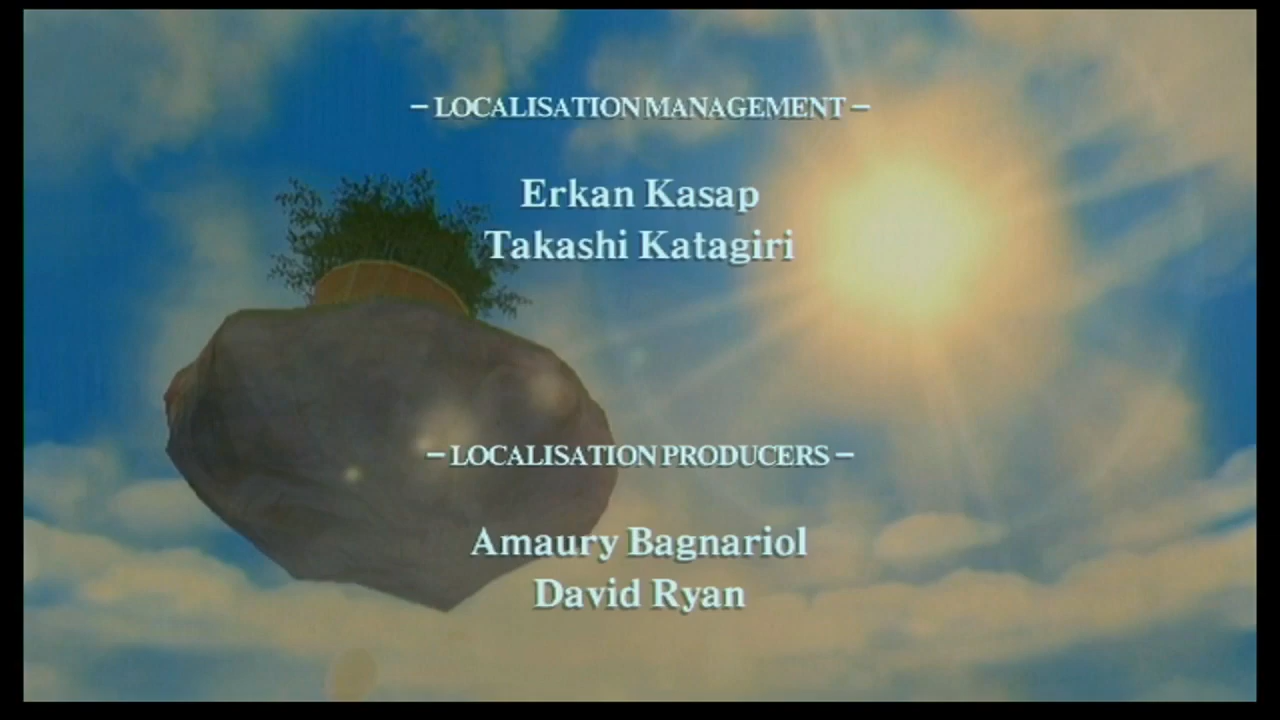 – LOCALISATION MANAGEMENT –
Erkan Kasap
Takashi Katagiri
– LOCALISATION PRODUCERS –
Amaury Bagnariol
David Ryan